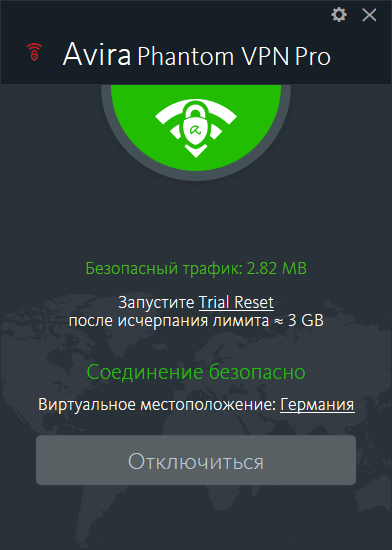 Avira Phantom VPN Pro
Безопасный трафик: 2.82 MB
Запустите Trial Reset
после исчерпания лимита ≈ 3 GB
Соединение безопасно
Виртуальное местоположение: Германия
Отключиться